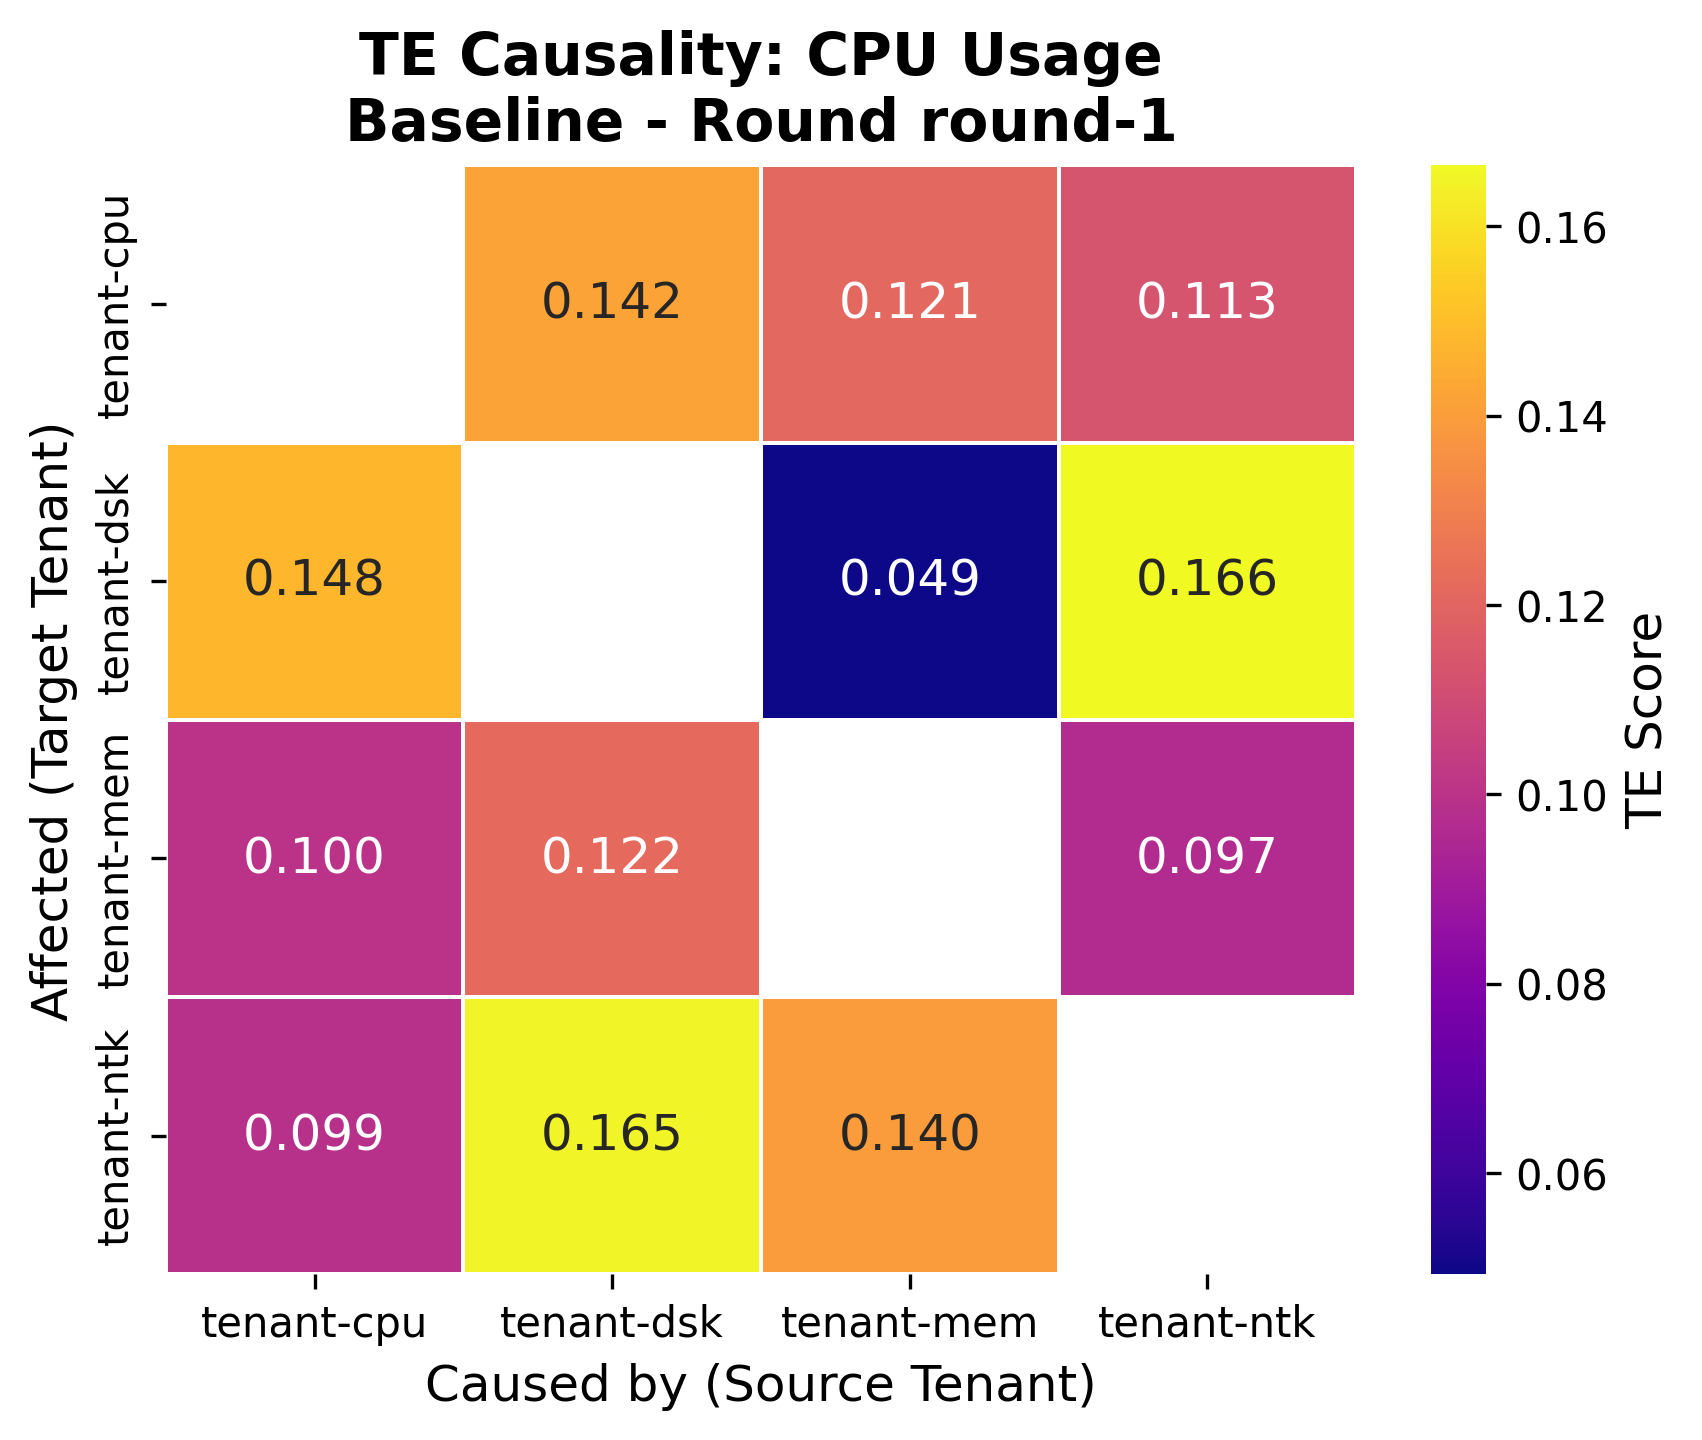 TE Causality: CPU Usage
Baseline - Round round-1
Affected (Target Tenant)
tenant-cpu
0.142 0.121 0.113
tenant-dsk
0.148 0.049 0.166
tenant-mem
0.100 0.122 0.097
tenant-ntk
0.099 0.165 0.140
tenant-cpu tenant-dsk tenant-mem tenant-ntk
Caused by (Source Tenant)
0.16
0.14
0.12
0.10
0.08
0.06
TE Score